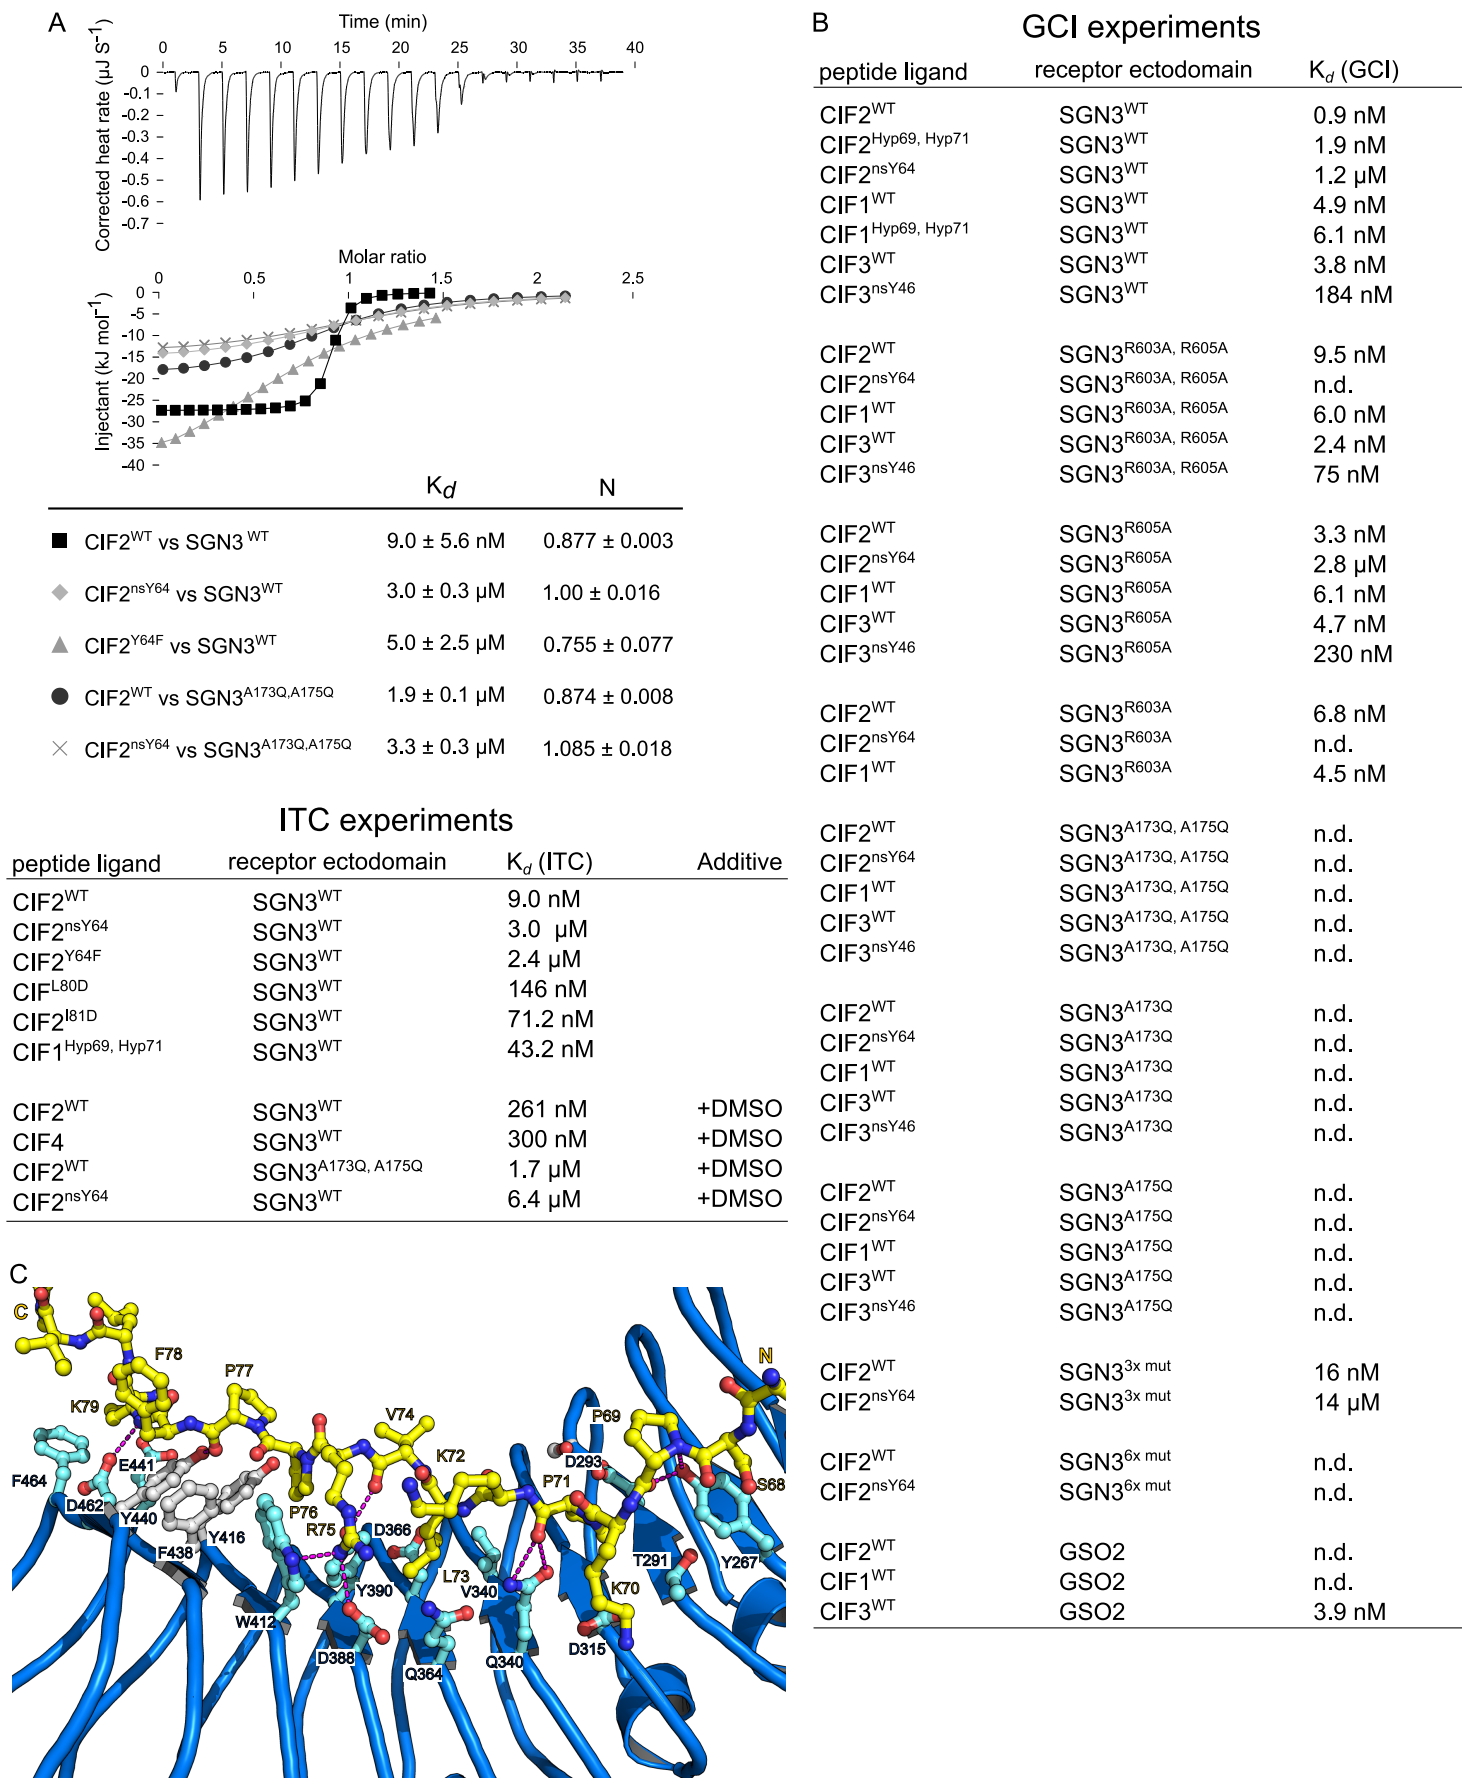 A
Time (min)
0 5 10 15 20 25 30 35 40
Corrected heat rate (µJ S⁻¹)
0
-0.1
-0.2
-0.3
-0.4
-0.5
-0.6
-0.7
Molar ratio
0 0.5 1 1.5 2 2.5
Injectant (kJ mol⁻¹)
0
-5
-10
-15
-20
-25
-30
-35
-40
Kd N
CIF2WT vs SGN3WT 9.0 ± 5.6 nM 0.877 ± 0.003
CIF2nsY64 vs SGN3WT 3.0 ± 0.3 µM 1.00 ± 0.016
CIF2Y64F vs SGN3WT 5.0 ± 2.5 µM 0.755 ± 0.077
CIF2WT vs SGN3A173Q,A175Q 1.9 ± 0.1 µM 0.874 ± 0.008
CIF2nsY64 vs SGN3A173Q,A175Q 3.3 ± 0.3 µM 1.085 ± 0.018
ITC experiments
peptide ligand receptor ectodomain Kd (ITC) Additive
CIF2WT SGN3WT 9.0 nM
CIF2nsY64 SGN3WT 3.0 µM
CIF2Y64F SGN3WT 2.4 µM
CIFL80D SGN3WT 146 nM
CIF2I81D SGN3WT 71.2 nM
CIF1Hyp69, Hyp71 SGN3WT 43.2 nM
CIF2WT SGN3WT 261 nM +DMSO
CIF4 SGN3WT 300 nM +DMSO
CIF2WT SGN3A173Q, A175Q 1.7 µM +DMSO
CIF2nsY64 SGN3WT 6.4 µM +DMSO
B
GCI experiments
peptide ligand receptor ectodomain Kd (GCI)
CIF2WT SGN3WT 0.9 nM
CIF2Hyp69, Hyp71 SGN3WT 1.9 nM
CIF2nsY64 SGN3WT 1.2 µM
CIF1WT SGN3WT 4.9 nM
CIF1Hyp69, Hyp71 SGN3WT 6.1 nM
CIF3WT SGN3WT 3.8 nM
CIF3nsY46 SGN3WT 184 nM
CIF2WT SGN3R603A, R605A 9.5 nM
CIF2nsY64 SGN3R603A, R605A n.d.
CIF1WT SGN3R603A, R605A 6.0 nM
CIF3WT SGN3R603A, R605A 2.4 nM
CIF3nsY46 SGN3R603A, R605A 75 nM
CIF2WT SGN3R605A 3.3 nM
CIF2nsY64 SGN3R605A 2.8 µM
CIF1WT SGN3R605A 6.1 nM
CIF3WT SGN3R605A 4.7 nM
CIF3nsY46 SGN3R605A 230 nM
CIF2WT SGN3R603A 6.8 nM
CIF2nsY64 SGN3R603A n.d.
CIF1WT SGN3R603A 4.5 nM
CIF2WT SGN3A173Q, A175Q n.d.
CIF2nsY64 SGN3A173Q, A175Q n.d.
CIF1WT SGN3A173Q, A175Q n.d.
CIF3WT SGN3A173Q, A175Q n.d.
CIF3nsY46 SGN3A173Q, A175Q n.d.
CIF2WT SGN3A173Q n.d.
CIF2nsY64 SGN3A173Q n.d.
CIF1WT SGN3A173Q n.d.
CIF3WT SGN3A173Q n.d.
CIF3nsY46 SGN3A173Q n.d.
CIF2WT SGN3A175Q n.d.
CIF2nsY64 SGN3A175Q n.d.
CIF1WT SGN3A175Q n.d.
CIF3WT SGN3A175Q n.d.
CIF3nsY46 SGN3A175Q n.d.
CIF2WT SGN33x mut 16 nM
CIF2nsY64 SGN33x mut 14 µM
CIF2WT SGN36x mut n.d.
CIF2nsY64 SGN36x mut n.d.
CIF2WT GSO2 n.d.
CIF1WT GSO2 n.d.
CIF3WT GSO2 3.9 nM
C
C
F78
P77
N
K79
V74
P69
K72
D293
E441
F464
P71
S68
D462
Y440
P76
R75
D366
Y416
F438
T291
Y267
Y390
L73
V340
K70
W412
D388
Q364
Q340
D315